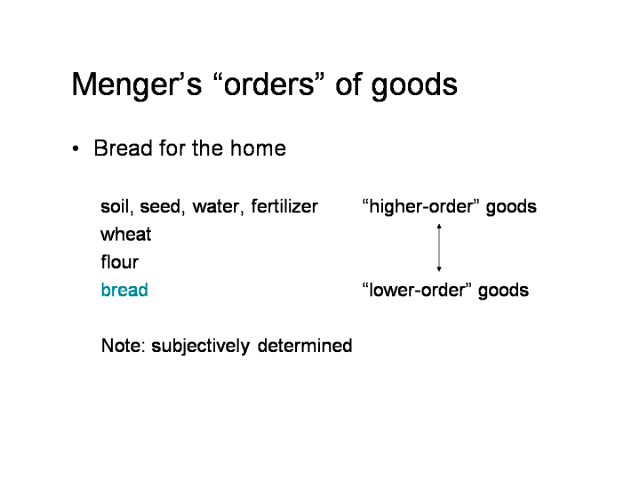 Menger’s “orders” of goods
• Bread for the home
soil, seed, water, fertilizer “higher-order” goods
wheat
flour
bread “lower-order” goods
Note: subjectively determined